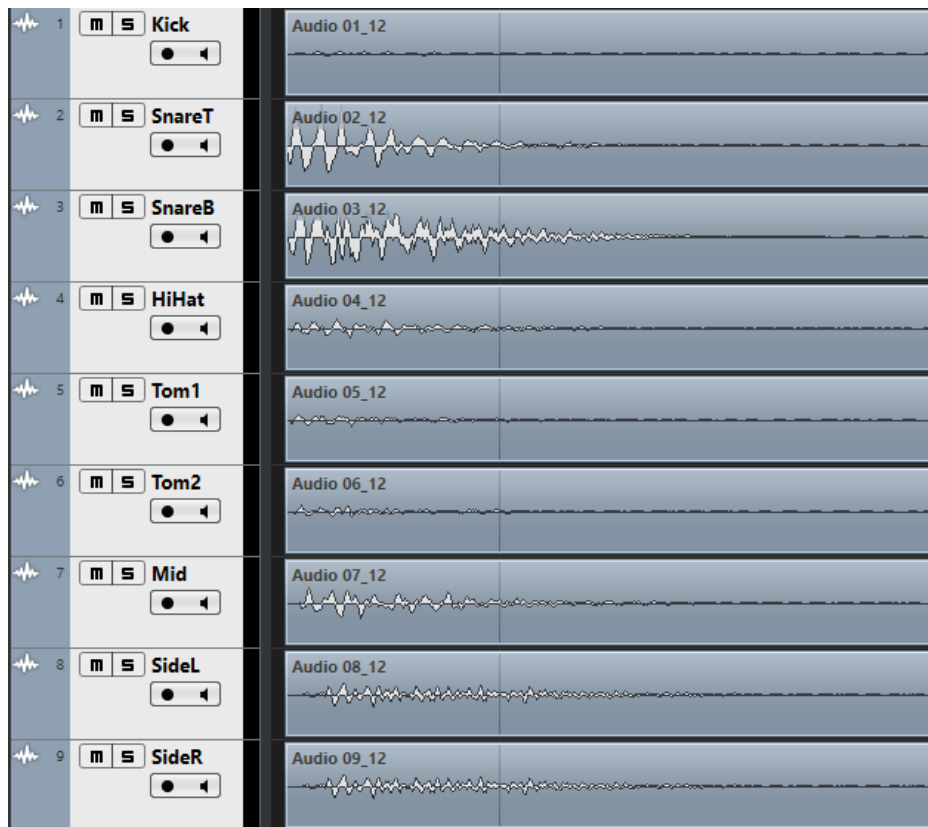 1 m S Kick Audio 01_12
2 m S SnareT Audio 02_12
3 m S SnareB Audio 03_12
4 m S HiHat Audio 04_12
5 m S Tom1 Audio 05_12
6 m S Tom2 Audio 06_12
7 m S Mid Audio 07_12
8 m S SideL Audio 08_12
9 m S SideR Audio 09_12